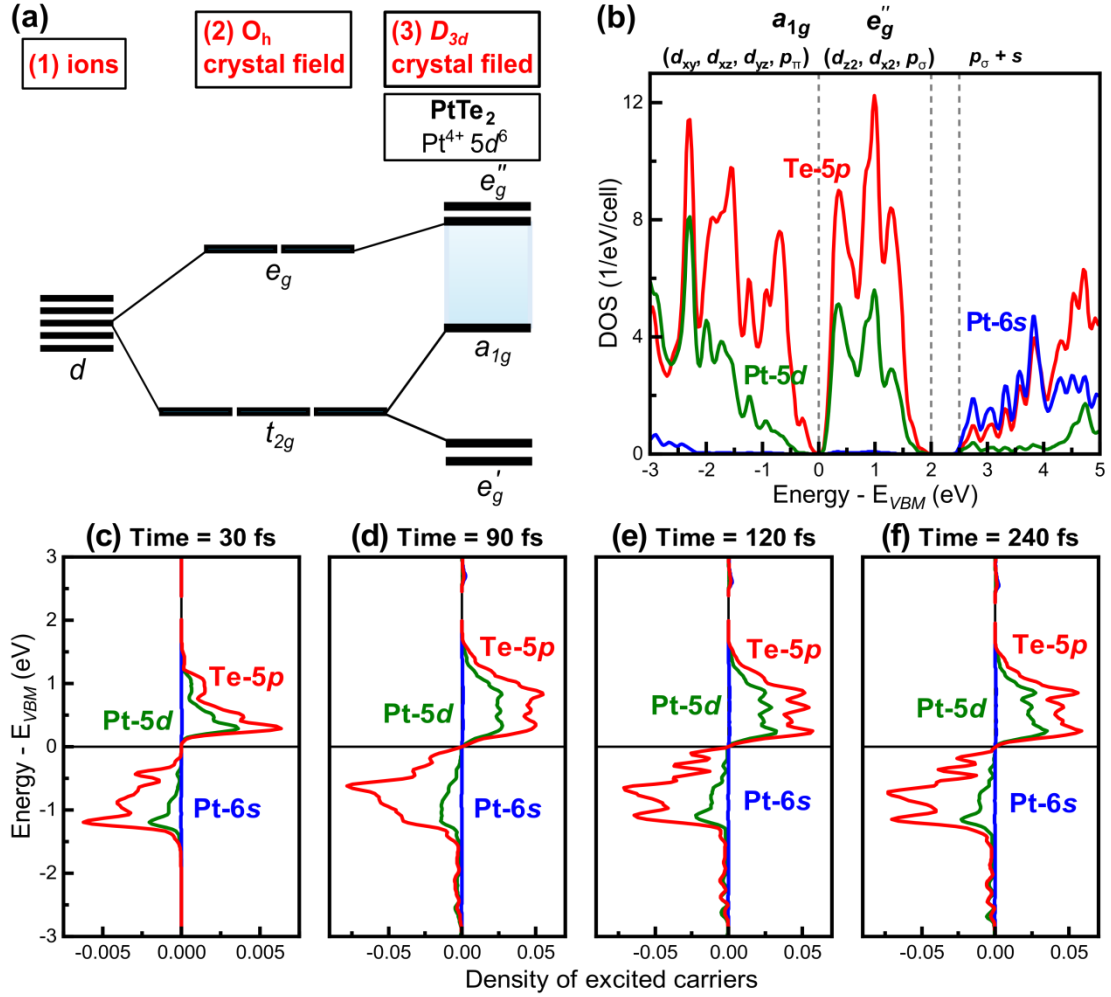 (a)
(1) ions
(2) O_h
crystal field
(3) D_3d
crystal filed
PtTe_2
Pt^4+ 5d^6
e_g''
e_g
a_1g
d
t_2g
e_g'
(b)
a_1g
e_g''
(d_xy, d_xz, d_yz, p_π)
(d_z2, d_x2, p_σ)
p_σ + s
DOS (1/eV/cell)
12
8
4
0
Te-5p
Pt-5d
Pt-6s
-3 -2 -1 0 1 2 3 4 5
Energy - E_VBM (eV)
(c) Time = 30 fs
(d) Time = 90 fs
(e) Time = 120 fs
(f) Time = 240 fs
Energy - E_VBM (eV)
3
2
1
0
-1
-2
-3
Te-5p
Pt-5d
Pt-6s
-0.005 0.000 0.005
Te-5p
Pt-5d
-0.05 0.00 0.05
Te-5p
Pt-5d
Pt-6s
-0.05 0.00 0.05
Te-5p
Pt-5d
Pt-6s
-0.05 0.00 0.05
Density of excited carriers